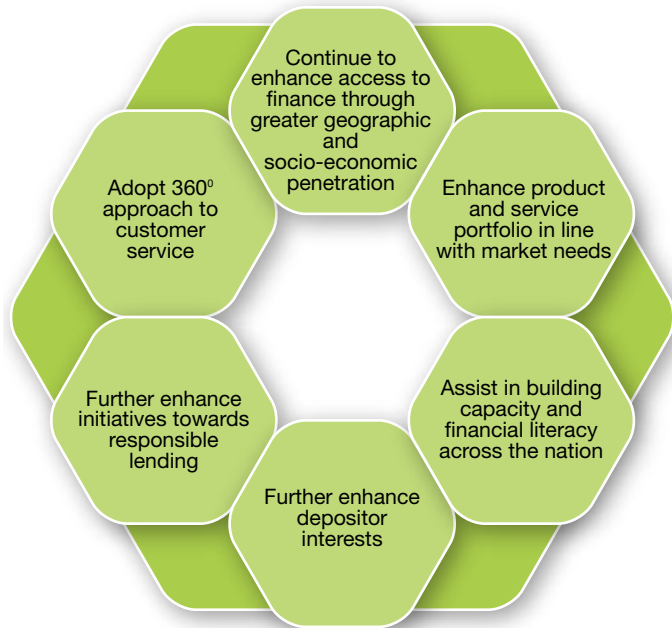 Continue to
enhance access to
finance through
greater geographic
and
socio-economic
penetration
Enhance product
and service
portfolio in line
with market needs
Assist in building
capacity and
financial literacy
across the nation
Further enhance
depositor
interests
Further enhance
initiatives towards
responsible
lending
Adopt 360⁰
approach to
customer
service